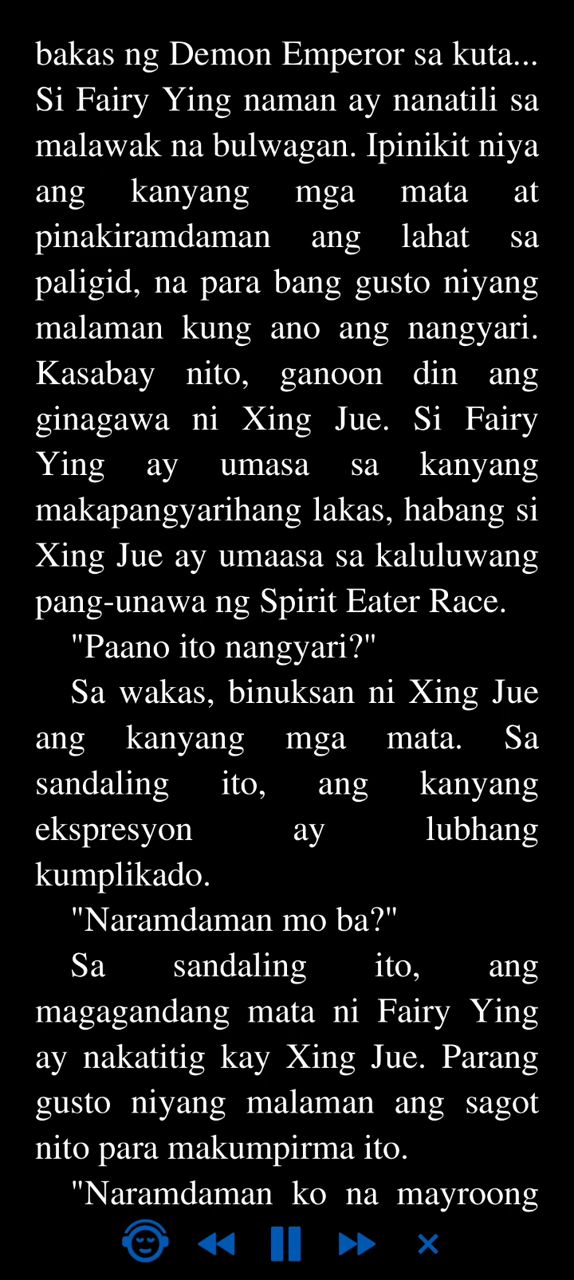 bakas ng Demon Emperor sa kuta...
Si Fairy Ying naman ay nanatili sa
malawak na bulwagan. Ipinikit niya
ang kanyang mga mata at
pinakiramdaman ang lahat sa
paligid, na para bang gusto niyang
malaman kung ano ang nangyari.
Kasabay nito, ganoon din ang
ginagawa ni Xing Jue. Si Fairy
Ying ay umasa sa kanyang
makapangyarihang lakas, habang si
Xing Jue ay umaasa sa kaluluwang
pang-unawa ng Spirit Eater Race.
"Paano ito nangyari?"
Sa wakas, binuksan ni Xing Jue
ang kanyang mga mata. Sa
sandaling ito, ang kanyang
ekspresyon ay lubhang
kumplikado.
"Naramdaman mo ba?"
Sa sandaling ito, ang
magagandang mata ni Fairy Ying
ay nakatitig kay Xing Jue. Parang
gusto niyang malaman ang sagot
nito para makumpirma ito.
"Naramdaman ko na mayroong